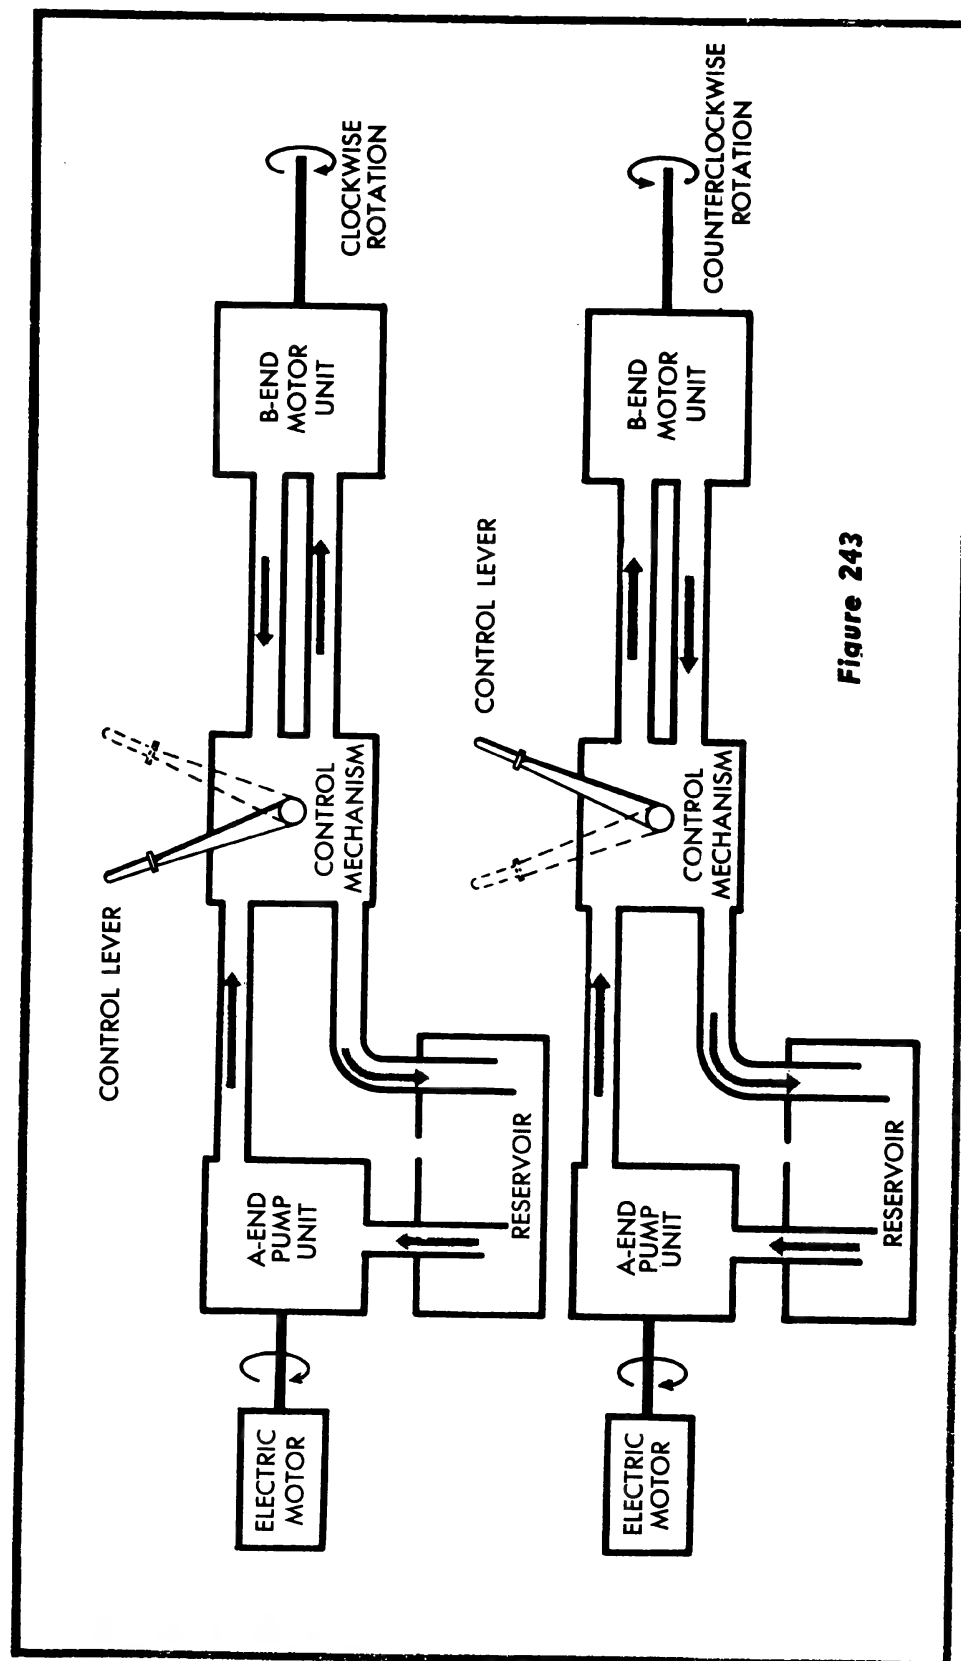 CONTROL LEVER
ELECTRIC
MOTOR
A-END
PUMP
UNIT
RESERVOIR
CONTROL
MECHANISM
B-END
MOTOR
UNIT
CLOCKWISE
ROTATION
CONTROL LEVER
ELECTRIC
MOTOR
A-END
PUMP
UNIT
RESERVOIR
CONTROL
MECHANISM
B-END
MOTOR
UNIT
COUNTERCLOCKWISE
ROTATION
Figure 243